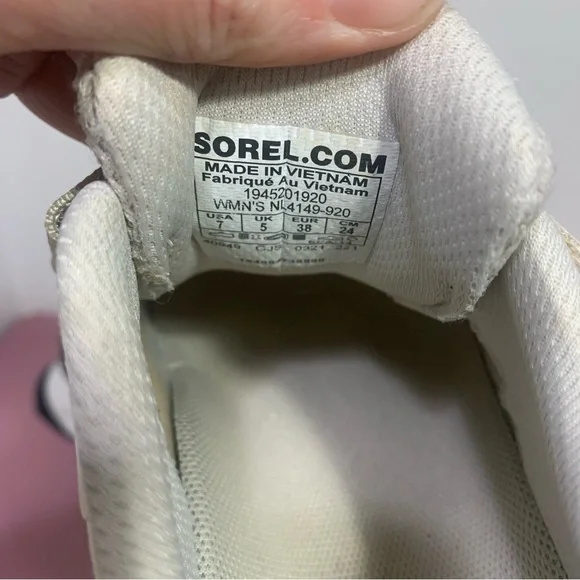 SOREL.COM
MADE IN VIETNAM
Fabriqué Au Vietnam
1945201920
WMN'S NL4149-920
USA UK EUR CM
7 5 38 24
0321